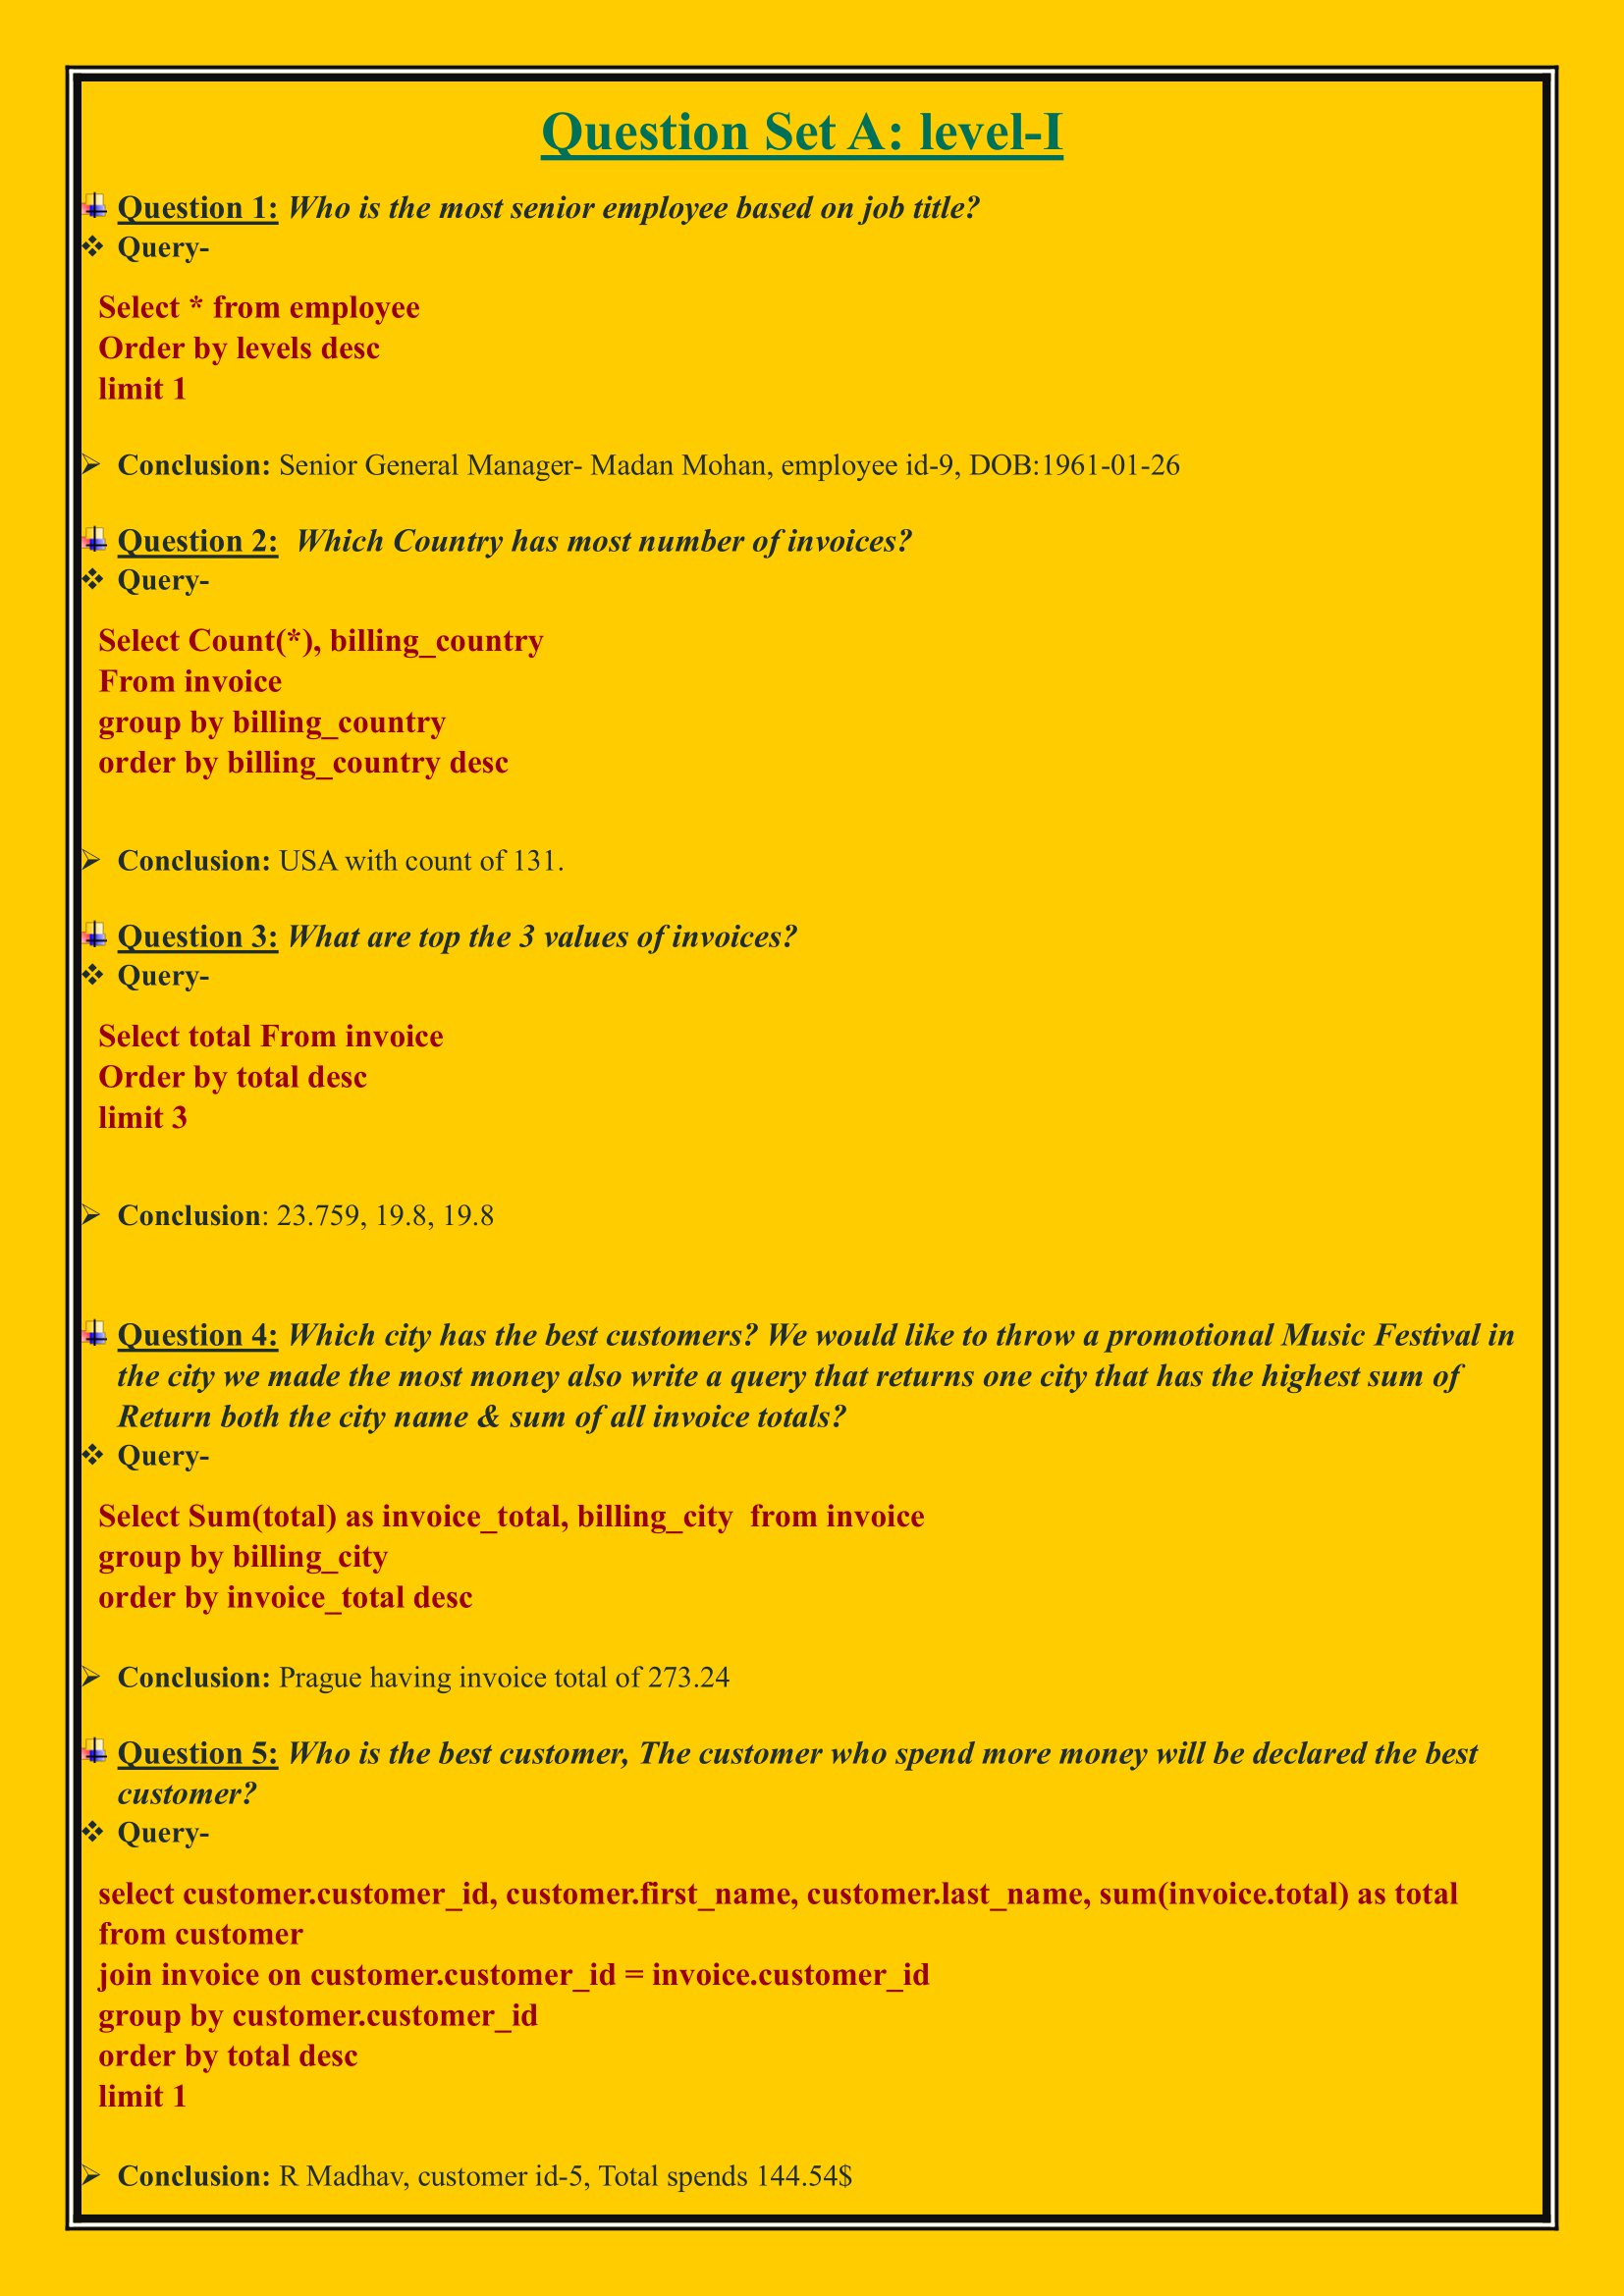 Question Set A: level-I
Question 1: Who is the most senior employee based on job title?
Query-
Select * from employee
Order by levels desc
limit 1
Conclusion: Senior General Manager- Madan Mohan, employee id-9, DOB:1961-01-26
Question 2: Which Country has most number of invoices?
Query-
Select Count(*), billing_country
From invoice
group by billing_country
order by billing_country desc
Conclusion: USA with count of 131.
Question 3: What are top the 3 values of invoices?
Query-
Select total From invoice
Order by total desc
limit 3
Conclusion: 23.759, 19.8, 19.8
Question 4: Which city has the best customers? We would like to throw a promotional Music Festival in
the city we made the most money also write a query that returns one city that has the highest sum of
Return both the city name & sum of all invoice totals?
Query-
Select Sum(total) as invoice_total, billing_city from invoice
group by billing_city
order by invoice_total desc
Conclusion: Prague having invoice total of 273.24
Question 5: Who is the best customer, The customer who spend more money will be declared the best
customer?
Query-
select customer.customer_id, customer.first_name, customer.last_name, sum(invoice.total) as total
from customer
join invoice on customer.customer_id = invoice.customer_id
group by customer.customer_id
order by total desc
limit 1
Conclusion: R Madhav, customer id-5, Total spends 144.54$